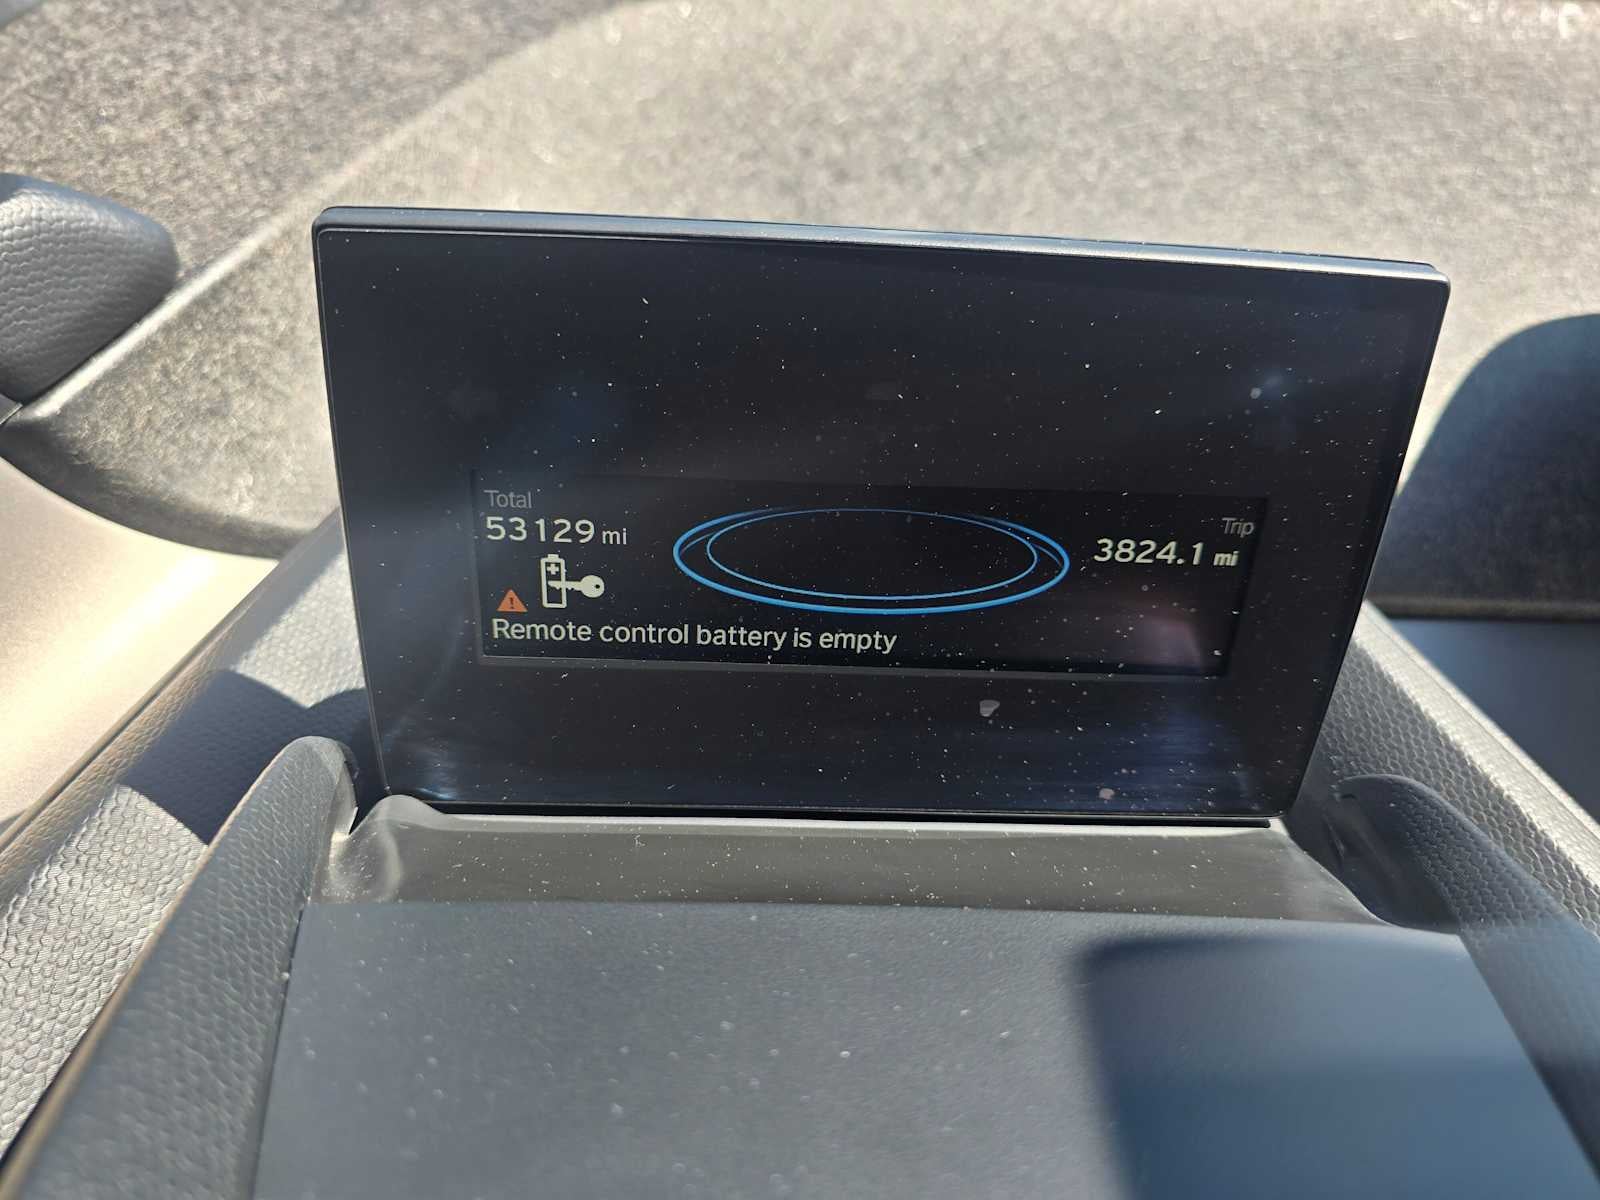 Total
53129 mi
Trip
3824.1 mi
Remote control battery is empty